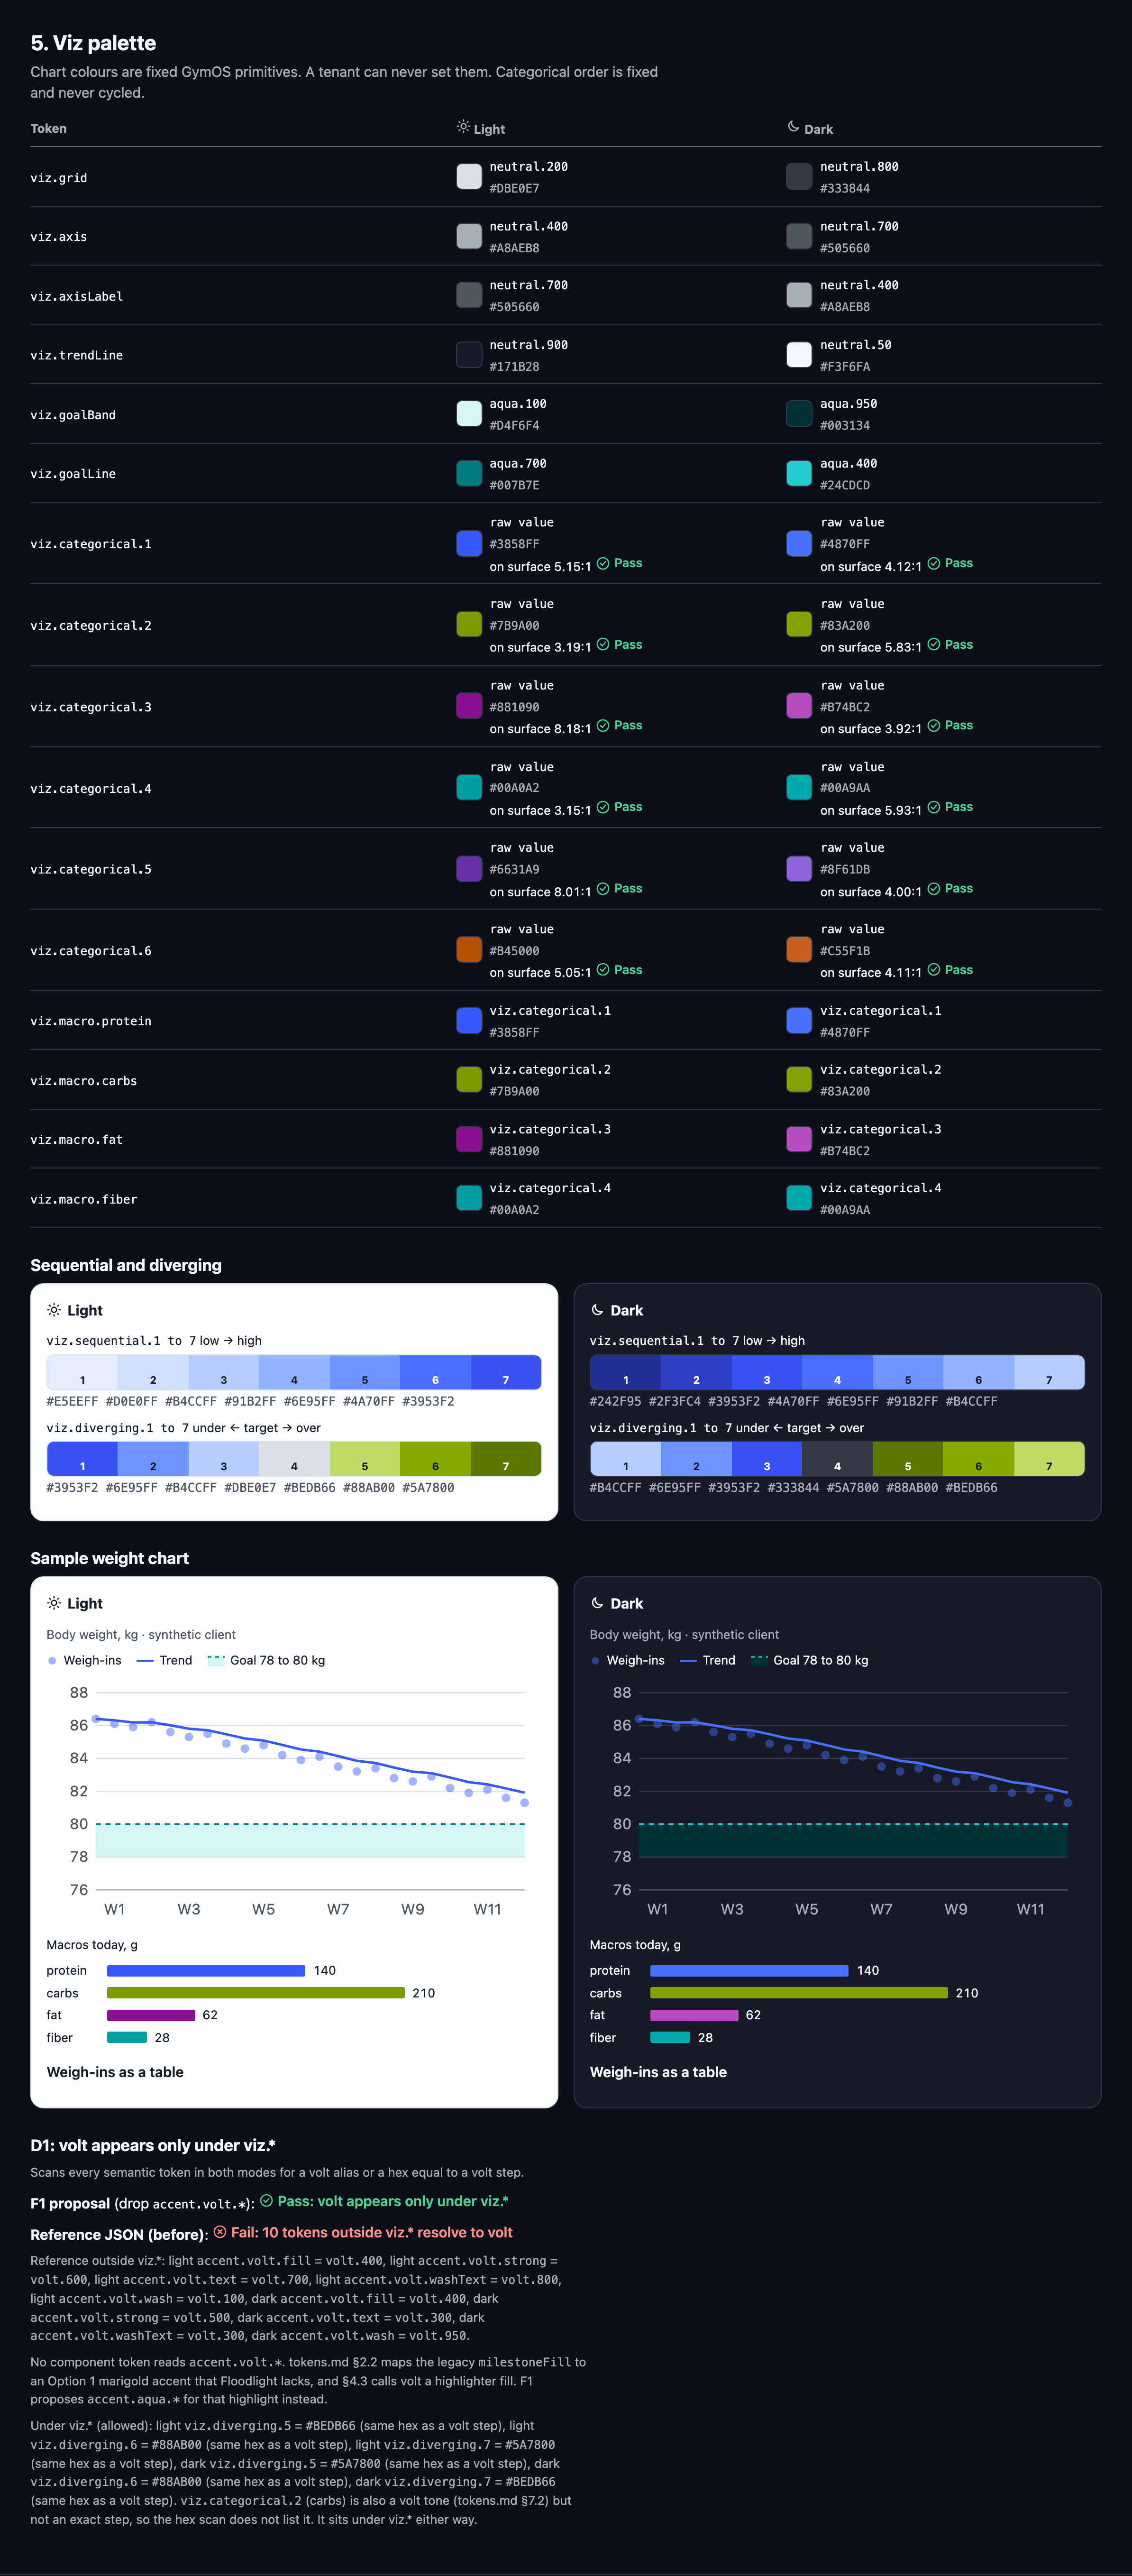 5. Viz palette
Chart colours are fixed GymOS primitives. A tenant can never set them. Categorical order is fixed
and never cycled.
Token Light Dark
viz.grid neutral.200 #DBE0E7 neutral.800 #333844
viz.axis neutral.400 #A8AEB8 neutral.700 #505660
viz.axisLabel neutral.700 #505660 neutral.400 #A8AEB8
viz.trendLine neutral.900 #171B28 neutral.50 #F3F6FA
viz.goalBand aqua.100 #D4F6F4 aqua.950 #003134
viz.goalLine aqua.700 #007B7E aqua.400 #24CDCD
viz.categorical.1 raw value #3858FF on surface 5.15:1 Pass raw value #4870FF on surface 4.12:1 Pass
viz.categorical.2 raw value #7B9A00 on surface 3.19:1 Pass raw value #83A200 on surface 5.83:1 Pass
viz.categorical.3 raw value #881090 on surface 8.18:1 Pass raw value #B74BC2 on surface 3.92:1 Pass
viz.categorical.4 raw value #00A0A2 on surface 3.15:1 Pass raw value #00A9AA on surface 5.93:1 Pass
viz.categorical.5 raw value #6631A9 on surface 8.01:1 Pass raw value #8F61DB on surface 4.00:1 Pass
viz.categorical.6 raw value #B45000 on surface 5.05:1 Pass raw value #C55F1B on surface 4.11:1 Pass
viz.macro.protein viz.categorical.1 #3858FF viz.categorical.1 #4870FF
viz.macro.carbs viz.categorical.2 #7B9A00 viz.categorical.2 #83A200
viz.macro.fat viz.categorical.3 #881090 viz.categorical.3 #B74BC2
viz.macro.fiber viz.categorical.4 #00A0A2 viz.categorical.4 #00A9AA
Sequential and diverging
Light
viz.sequential.1 to 7 low → high
1 2 3 4 5 6 7
#E5EEFF #D0E0FF #B4CCFF #91B2FF #6E95FF #4A70FF #3953F2
viz.diverging.1 to 7 under ← target → over
1 2 3 4 5 6 7
#3953F2 #6E95FF #B4CCFF #DBE0E7 #BEDB66 #88AB00 #5A7800
Dark
viz.sequential.1 to 7 low → high
1 2 3 4 5 6 7
#242F95 #2F3FC4 #3953F2 #4A70FF #6E95FF #91B2FF #B4CCFF
viz.diverging.1 to 7 under ← target → over
1 2 3 4 5 6 7
#B4CCFF #6E95FF #3953F2 #333844 #5A7800 #88AB00 #BEDB66
Sample weight chart
Light
Body weight, kg · synthetic client
Weigh-ins Trend Goal 78 to 80 kg
88
86
84
82
80
78
76
W1 W3 W5 W7 W9 W11
Macros today, g
protein 140
carbs 210
fat 62
fiber 28
Weigh-ins as a table
Dark
Body weight, kg · synthetic client
Weigh-ins Trend Goal 78 to 80 kg
88
86
84
82
80
78
76
W1 W3 W5 W7 W9 W11
Macros today, g
protein 140
carbs 210
fat 62
fiber 28
Weigh-ins as a table
D1: volt appears only under viz.*
Scans every semantic token in both modes for a volt alias or a hex equal to a volt step.
F1 proposal (drop accent.volt.*): Pass: volt appears only under viz.*
Reference JSON (before): Fail: 10 tokens outside viz.* resolve to volt
Reference outside viz.*: light accent.volt.fill = volt.400, light accent.volt.strong =
volt.600, light accent.volt.text = volt.700, light accent.volt.washText = volt.800,
light accent.volt.wash = volt.100, dark accent.volt.fill = volt.400, dark
accent.volt.strong = volt.500, dark accent.volt.text = volt.300, dark
accent.volt.washText = volt.300, dark accent.volt.wash = volt.950.
No component token reads accent.volt.*. tokens.md §2.2 maps the legacy milestoneFill to
an Option 1 marigold accent that Floodlight lacks, and §4.3 calls volt a highlighter fill. F1
proposes accent.aqua.* for that highlight instead.
Under viz.* (allowed): light viz.diverging.5 = #BEDB66 (same hex as a volt step), light
viz.diverging.6 = #88AB00 (same hex as a volt step), light viz.diverging.7 = #5A7800
(same hex as a volt step), dark viz.diverging.5 = #5A7800 (same hex as a volt step), dark
viz.diverging.6 = #88AB00 (same hex as a volt step), dark viz.diverging.7 = #BEDB66
(same hex as a volt step). viz.categorical.2 (carbs) is also a volt tone (tokens.md §7.2) but
not an exact step, so the hex scan does not list it. It sits under viz.* either way.